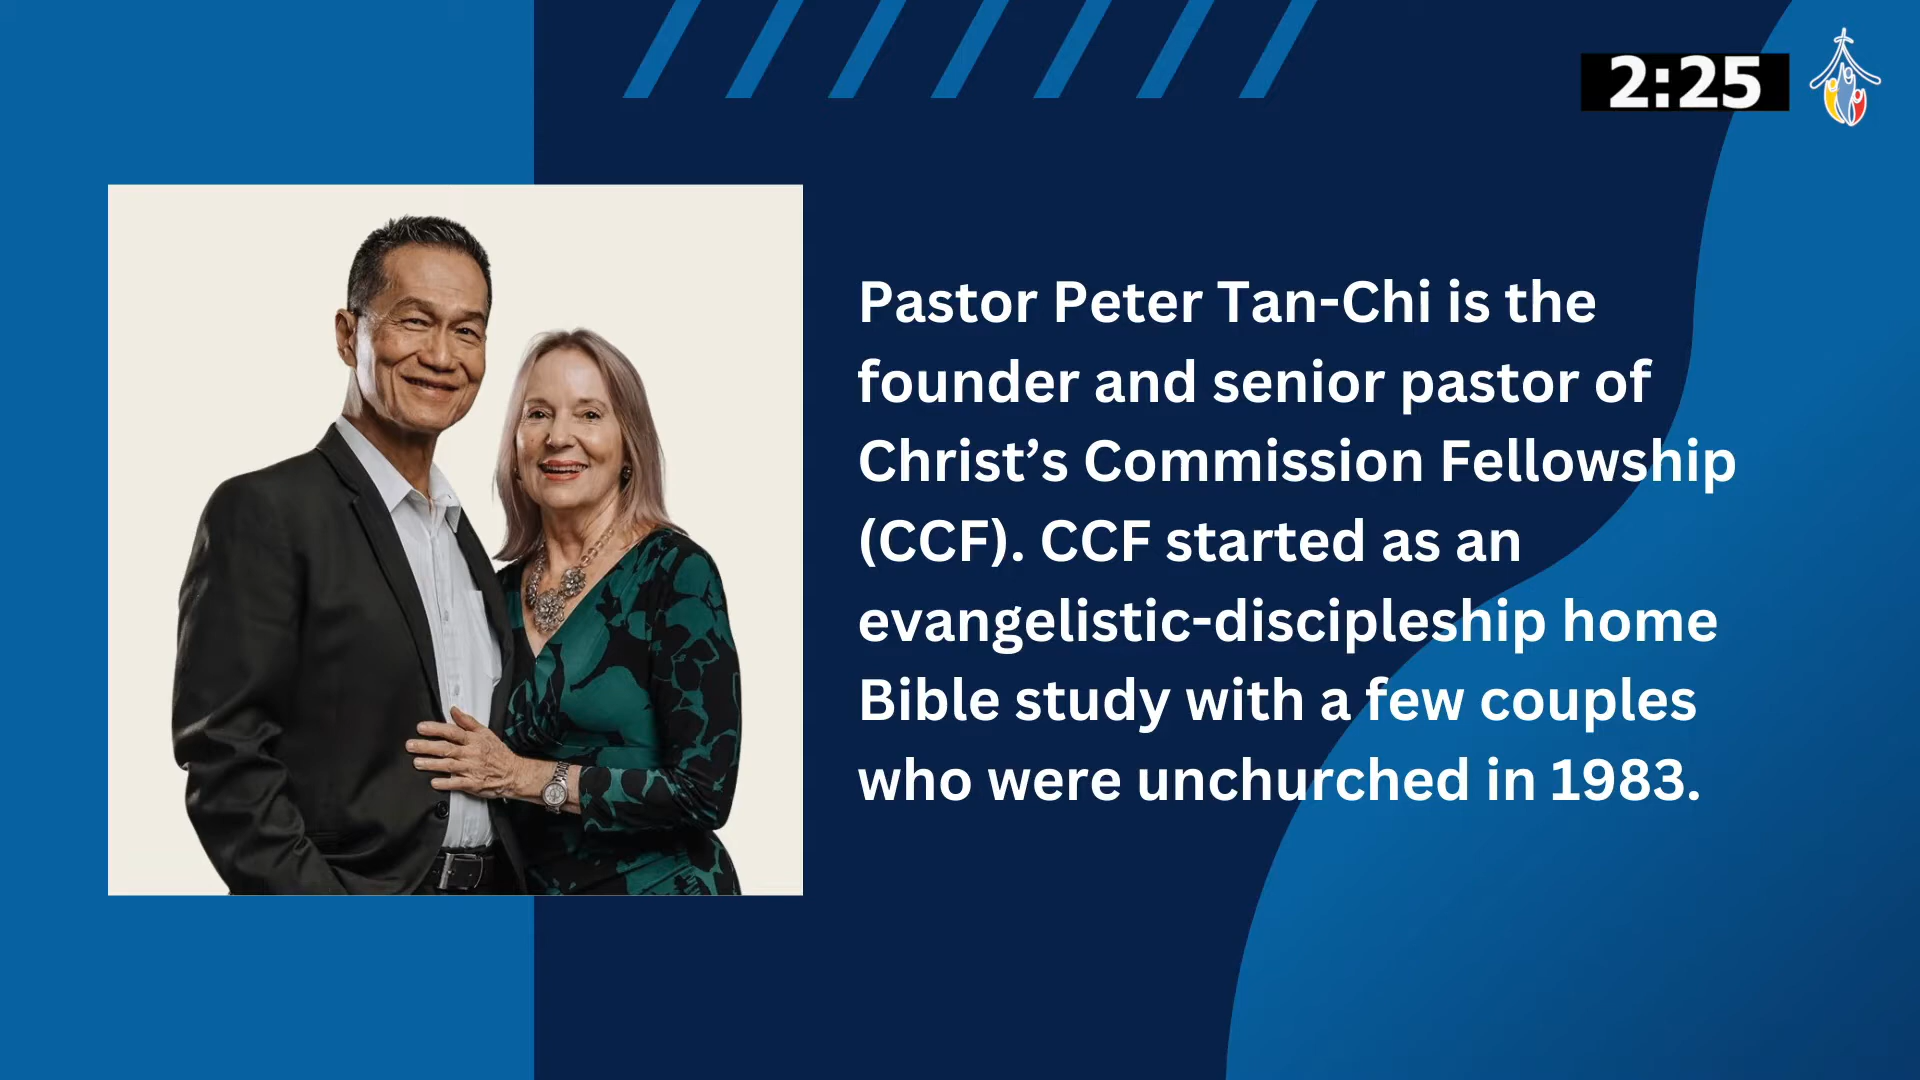 2:25
Pastor Peter Tan-Chi is the
founder and senior pastor of
Christ’s Commission Fellowship
(CCF). CCF started as an
evangelistic-discipleship home
Bible study with a few couples
who were unchurched in 1983.